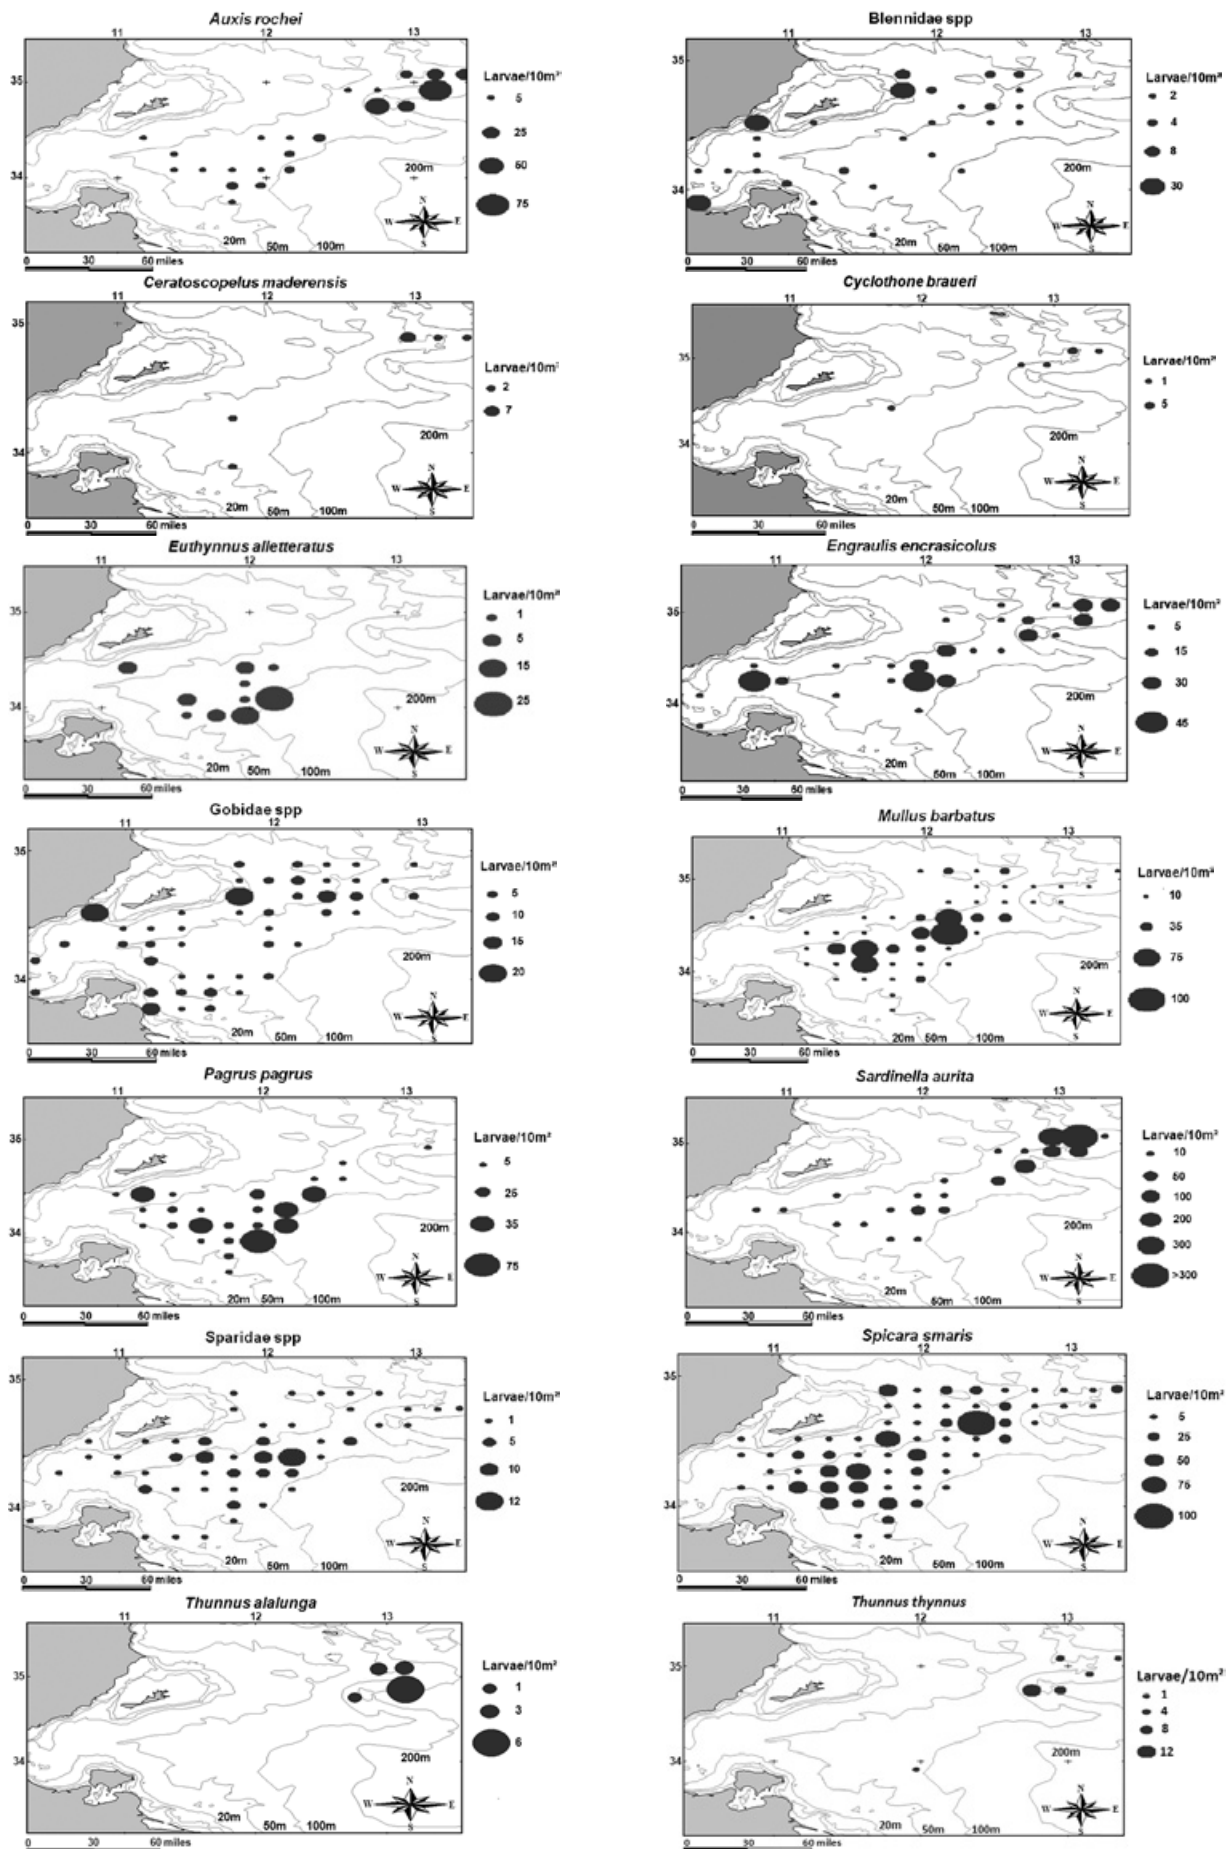 Auxis rochei
11 12 13
35
34
200m
20m 50m 100m
N
W E
S
0 30 60 miles
Larvae/10m²
5
25
50
75
Blennidae spp
11 12 13
35
34
200m
20m 50m 100m
N
W E
S
0 30 60 miles
Larvae/10m²
2
4
8
30
Ceratoscopelus maderensis
11 12 13
35
34
200m
20m 50m 100m
N
W E
S
0 30 60 miles
Larvae/10m
2
7
Cyclothone braueri
11 12 13
35
34
200m
20m 50m 100m
N
W E
S
0 30 60 miles
Larvae/10m²
1
5
Euthynnus alletteratus
11 12 13
35
34
200m
20m 50m 100m
N
W E
S
0 30 60 miles
Larvae/10m²
1
5
15
25
Engraulis encrasicolus
11 12 13
35
34
200m
20m 50m 100m
N
W E
S
0 30 60 miles
Larvae/10m²
5
15
30
45
Gobidae spp
11 12 13
35
34
200m
20m 50m 100m
N
W E
S
0 30 60 miles
Larvae/10m²
5
10
15
20
Mullus barbatus
11 12 13
35
34
200m
20m 50m 100m
N
W E
S
0 30 60 miles
Larvae/10m²
10
35
75
100
Pagrus pagrus
11 12 13
35
34
200m
20m 50m 100m
N
W E
S
0 30 60 miles
Larvae/10m²
5
25
35
75
Sardinella aurita
11 12 13
35
34
200m
20m 50m 100m
N
W E
S
0 30 60 miles
Larvae/10m²
10
50
100
200
300
>300
Sparidae spp
11 12 13
35
34
200m
20m 50m 100m
N
W E
S
0 30 60 miles
Larvae/10m²
1
5
10
12
Spicara smaris
11 12 13
35
34
200m
20m 50m 100m
N
W E
S
0 30 60 miles
Larvae/10m²
5
25
50
75
100
Thunnus alalunga
11 12 13
35
34
200m
20m 50m 100m
N
W E
S
0 30 60 miles
Larvae/10m²
1
3
6
Thunnus thynnus
11 12 13
35
34
200m
20m 50m 100m
N
W E
S
0 30 60 miles
Larvae/10m²
1
4
8
12